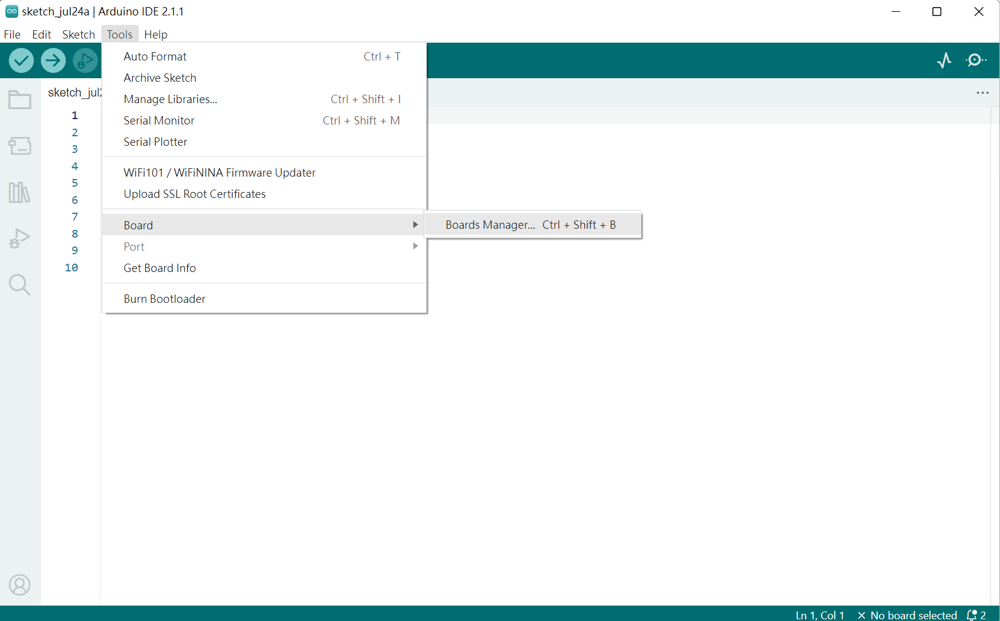 sketch_jul24a | Arduino IDE 2.1.1
File Edit Sketch Tools Help
Auto Format Ctrl + T
Archive Sketch
Manage Libraries... Ctrl + Shift + I
Serial Monitor Ctrl + Shift + M
Serial Plotter
WiFi101 / WiFiNINA Firmware Updater
Upload SSL Root Certificates
Board
Boards Manager... Ctrl + Shift + B
Port
Get Board Info
Burn Bootloader
sketch_jul2
1
2
3
4
5
6
7
8
9
10
Ln 1, Col 1 × No board selected 2